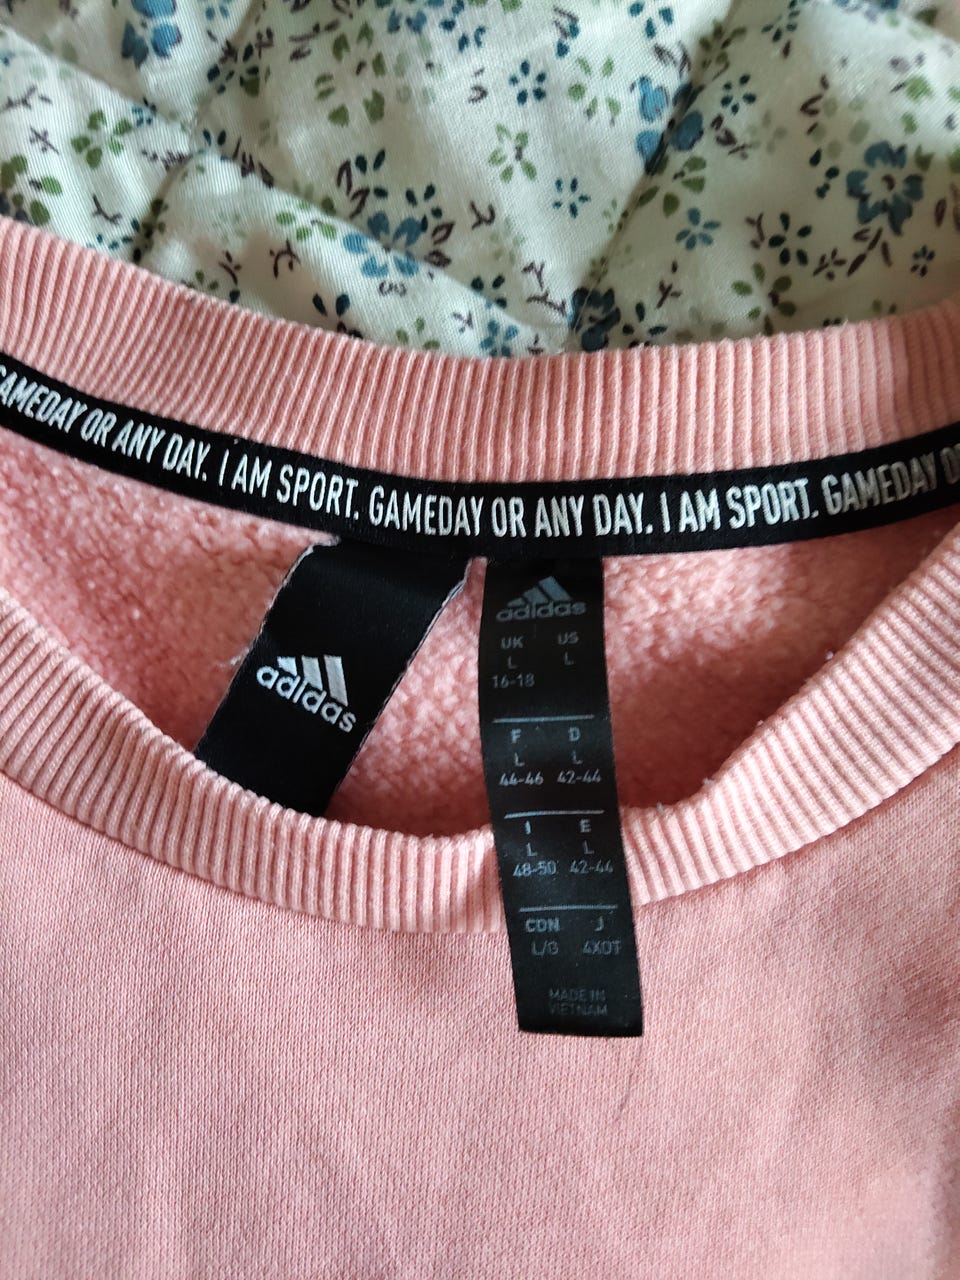 GAMEDAY OR ANY DAY. I AM SPORT. GAMEDAY OR ANY DAY. I AM SPORT. GAMEDAY
adidas
adidas
UK US
L L
16-18
F D
L L
44-46 42-44
I E
L L
48-50 42-44
CDN J
L/G 4XOT
MADE IN
VIETNAM